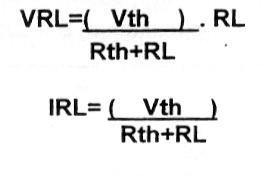 VRL=( Vth ) . RL
Rth+RL
IRL= ( Vth )
Rth+RL